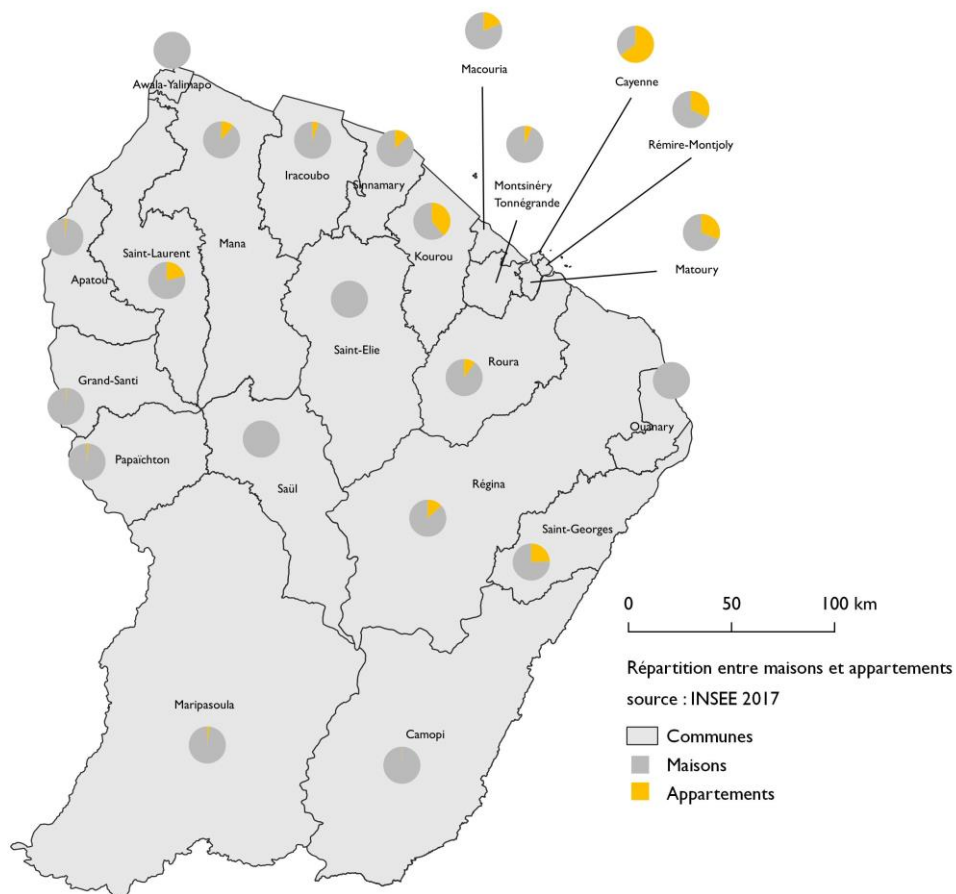 Macouria
Cayenne
Awala-Yalimapo
Rémire-Montjoly
Iracoubo
Sinnamary
Montsinéry
Tonnégrande
Mana
Saint-Laurent
Kourou
Matoury
Apatou
Saint-Elie
Roura
Grand-Santi
Ouanary
Papaïchton
Saül
Régina
Saint-Georges
0 50 100 km
Répartition entre maisons et appartements
source : INSEE 2017
Maripasoula
Camopi
Communes
Maisons
Appartements